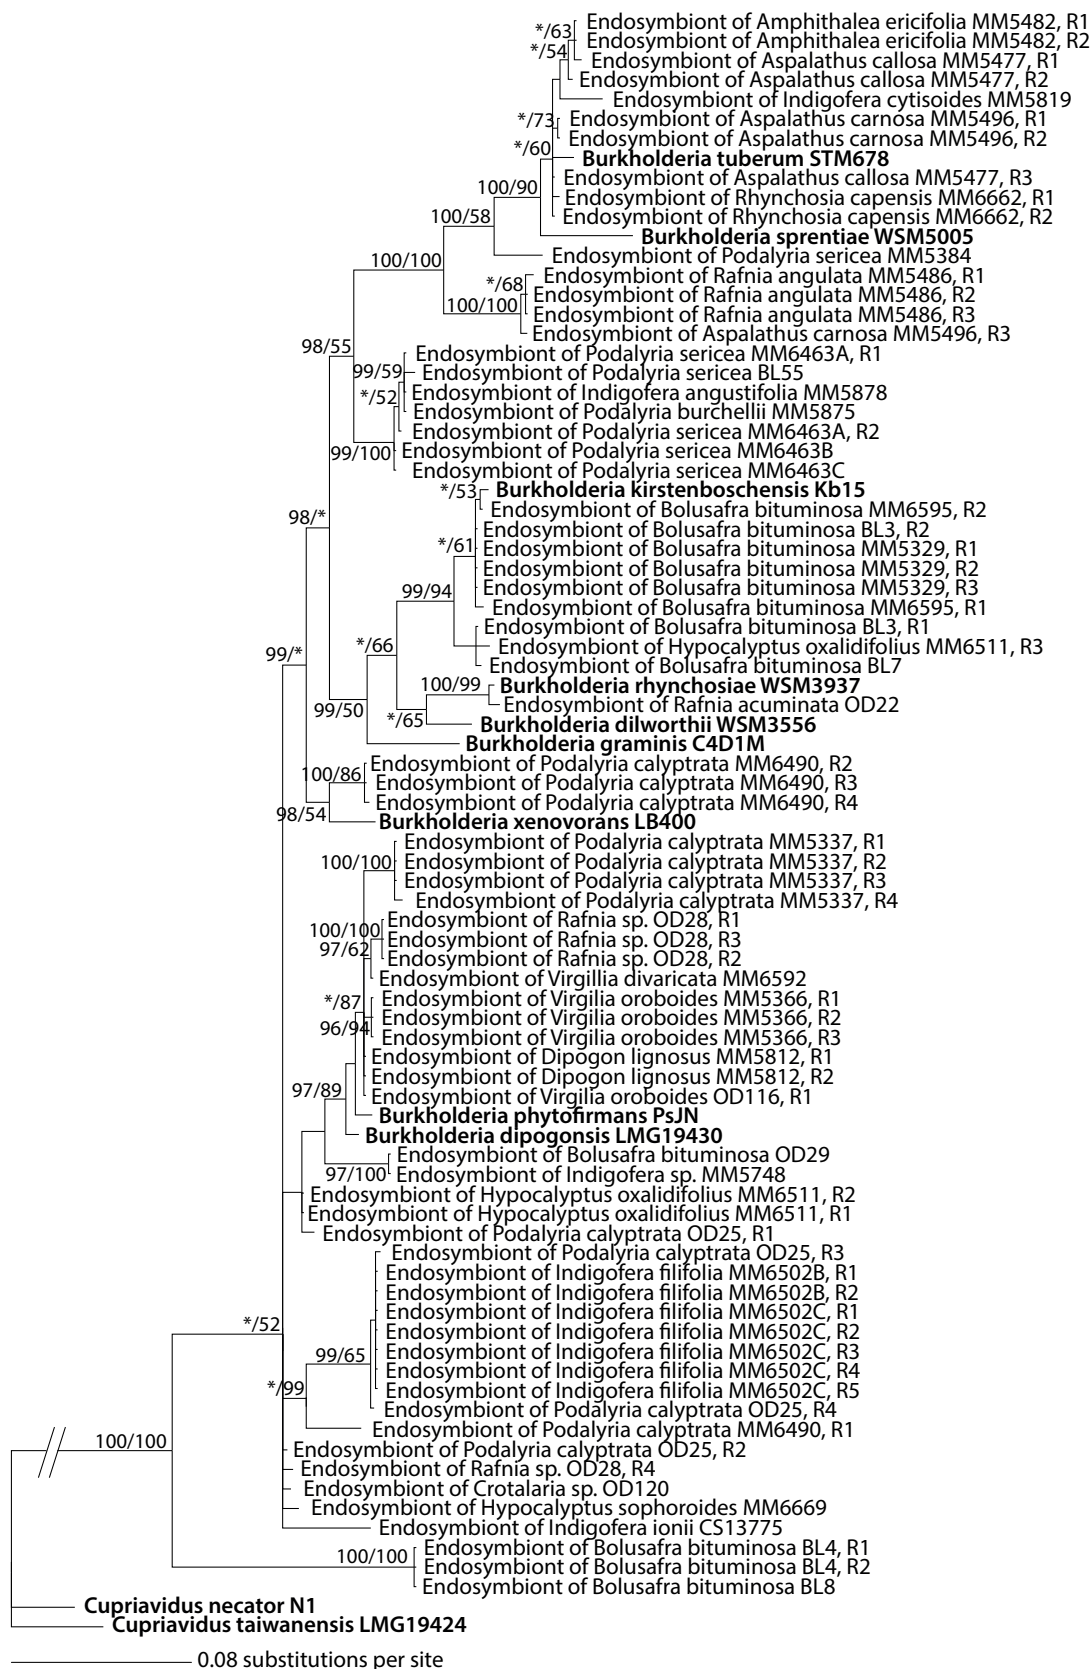 Endosymbiont of Amphithalea ericifolia MM5482, R1
*/63
Endosymbiont of Amphithalea ericifolia MM5482, R2
*/54
Endosymbiont of Aspalathus callosa MM5477, R1
Endosymbiont of Aspalathus callosa MM5477, R2
Endosymbiont of Indigofera cytisoides MM5819
*/73
Endosymbiont of Aspalathus carnosa MM5496, R1
Endosymbiont of Aspalathus carnosa MM5496, R2
*/60
Burkholderia tuberum STM678
Endosymbiont of Aspalathus callosa MM5477, R3
100/90
Endosymbiont of Rhynchosia capensis MM6662, R1
100/58
Endosymbiont of Rhynchosia capensis MM6662, R2
Burkholderia sprentiae WSM5005
Endosymbiont of Podalyria sericea MM5384
100/100
Endosymbiont of Rafnia angulata MM5486, R1
*/68
Endosymbiont of Rafnia angulata MM5486, R2
100/100
Endosymbiont of Rafnia angulata MM5486, R3
Endosymbiont of Aspalathus carnosa MM5496, R3
98/55
Endosymbiont of Podalyria sericea MM6463A, R1
99/59
Endosymbiont of Podalyria sericea BL55
*/52
Endosymbiont of Indigofera angustifolia MM5878
Endosymbiont of Podalyria burchellii MM5875
Endosymbiont of Podalyria sericea MM6463A, R2
99/100
Endosymbiont of Podalyria sericea MM6463B
Endosymbiont of Podalyria sericea MM6463C
*/53
Burkholderia kirstenboschensis Kb15
Endosymbiont of Bolusafra bituminosa MM6595, R2
98/*
Endosymbiont of Bolusafra bituminosa BL3, R2
*/61
Endosymbiont of Bolusafra bituminosa MM5329, R1
Endosymbiont of Bolusafra bituminosa MM5329, R2
99/94
Endosymbiont of Bolusafra bituminosa MM5329, R3
Endosymbiont of Bolusafra bituminosa MM6595, R1
Endosymbiont of Bolusafra bituminosa BL3, R1
*/66
Endosymbiont of Hypocalyptus oxalidifolius MM6511, R3
99/*
Endosymbiont of Bolusafra bituminosa BL7
100/99
Burkholderia rhynchosiae WSM3937
Endosymbiont of Rafnia acuminata OD22
99/50
*/65
Burkholderia dilworthii WSM3556
Burkholderia graminis C4D1M
Endosymbiont of Podalyria calyptrata MM6490, R2
100/86
Endosymbiont of Podalyria calyptrata MM6490, R3
Endosymbiont of Podalyria calyptrata MM6490, R4
98/54
Burkholderia xenovorans LB400
Endosymbiont of Podalyria calyptrata MM5337, R1
100/100
Endosymbiont of Podalyria calyptrata MM5337, R2
Endosymbiont of Podalyria calyptrata MM5337, R3
Endosymbiont of Podalyria calyptrata MM5337, R4
Endosymbiont of Rafnia sp. OD28, R1
100/100
Endosymbiont of Rafnia sp. OD28, R3
97/62
Endosymbiont of Rafnia sp. OD28, R2
Endosymbiont of Virgillia divaricata MM6592
*/87
Endosymbiont of Virgilia oroboides MM5366, R1
Endosymbiont of Virgilia oroboides MM5366, R2
96/94
Endosymbiont of Virgilia oroboides MM5366, R3
Endosymbiont of Dipogon lignosus MM5812, R1
Endosymbiont of Dipogon lignosus MM5812, R2
97/89
Endosymbiont of Virgilia oroboides OD116, R1
Burkholderia phytofirmans PsJN
Burkholderia dipogonsis LMG19430
Endosymbiont of Bolusafra bituminosa OD29
97/100
Endosymbiont of Indigofera sp. MM5748
Endosymbiont of Hypocalyptus oxalidifolius MM6511, R2
Endosymbiont of Hypocalyptus oxalidifolius MM6511, R1
Endosymbiont of Podalyria calyptrata OD25, R1
Endosymbiont of Podalyria calyptrata OD25, R3
Endosymbiont of Indigofera filifolia MM6502B, R1
Endosymbiont of Indigofera filifolia MM6502B, R2
Endosymbiont of Indigofera filifolia MM6502C, R1
*/52
Endosymbiont of Indigofera filifolia MM6502C, R2
99/65
Endosymbiont of Indigofera filifolia MM6502C, R3
Endosymbiont of Indigofera filifolia MM6502C, R4
*/99
Endosymbiont of Indigofera filifolia MM6502C, R5
Endosymbiont of Podalyria calyptrata OD25, R4
Endosymbiont of Podalyria calyptrata MM6490, R1
100/100
Endosymbiont of Podalyria calyptrata OD25, R2
Endosymbiont of Rafnia sp. OD28, R4
Endosymbiont of Crotalaria sp. OD120
Endosymbiont of Hypocalyptus sophoroides MM6669
Endosymbiont of Indigofera ionii CS13775
Endosymbiont of Bolusafra bituminosa BL4, R1
100/100
Endosymbiont of Bolusafra bituminosa BL4, R2
Endosymbiont of Bolusafra bituminosa BL8
Cupriavidus necator N1
Cupriavidus taiwanensis LMG19424
0.08 substitutions per site